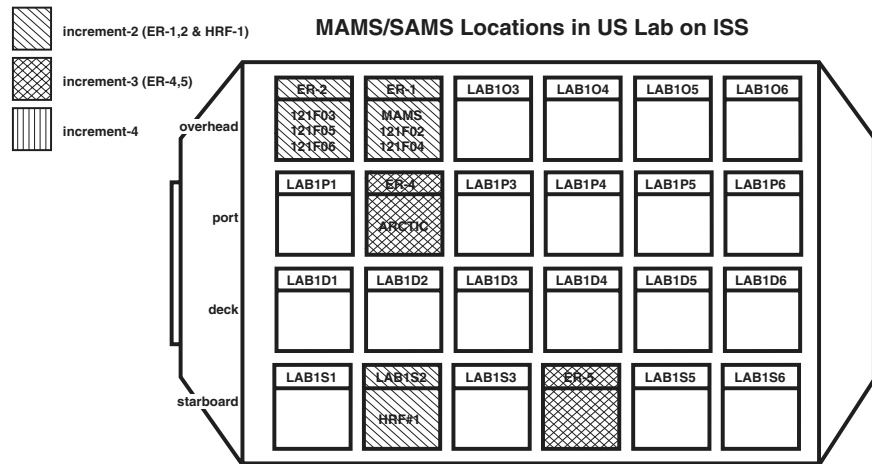 MAMS/SAMS Locations in US Lab on ISS
increment-2 (ER-1,2 & HRF-1)
increment-3 (ER-4,5)
increment-4
overhead
ER-2
121F03
121F05
121F06
ER-1
MAMS
121F02
121F04
LAB1O3
LAB1O4
LAB1O5
LAB1O6
port
LAB1P1
ER-4
ARCTIC
LAB1P3
LAB1P4
LAB1P5
LAB1P6
deck
LAB1D1
LAB1D2
LAB1D3
LAB1D4
LAB1D5
LAB1D6
starboard
LAB1S1
LAB1S2
HRF#1
LAB1S3
ER-5
LAB1S5
LAB1S6